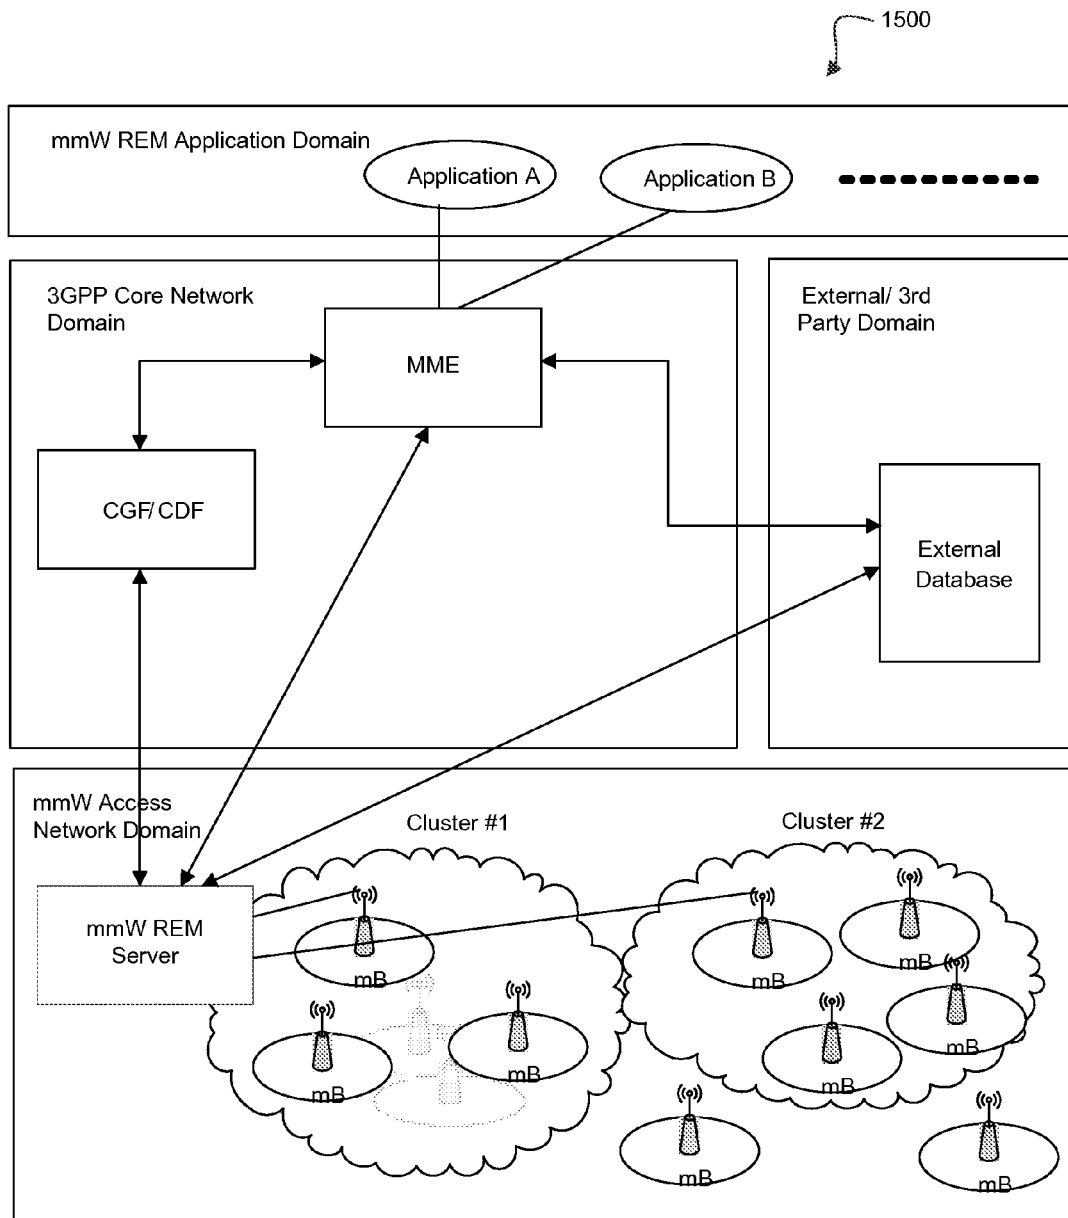 1500
mmW REM Application Domain
Application A
Application B
3GPP Core Network
Domain
External/ 3rd
Party Domain
MME
CGF/CDF
External
Database
mmW Access
Network Domain
Cluster #1
Cluster #2
mmW REM
Server
mB
mB
mB
mB
mB
mB
mB
mB
mB